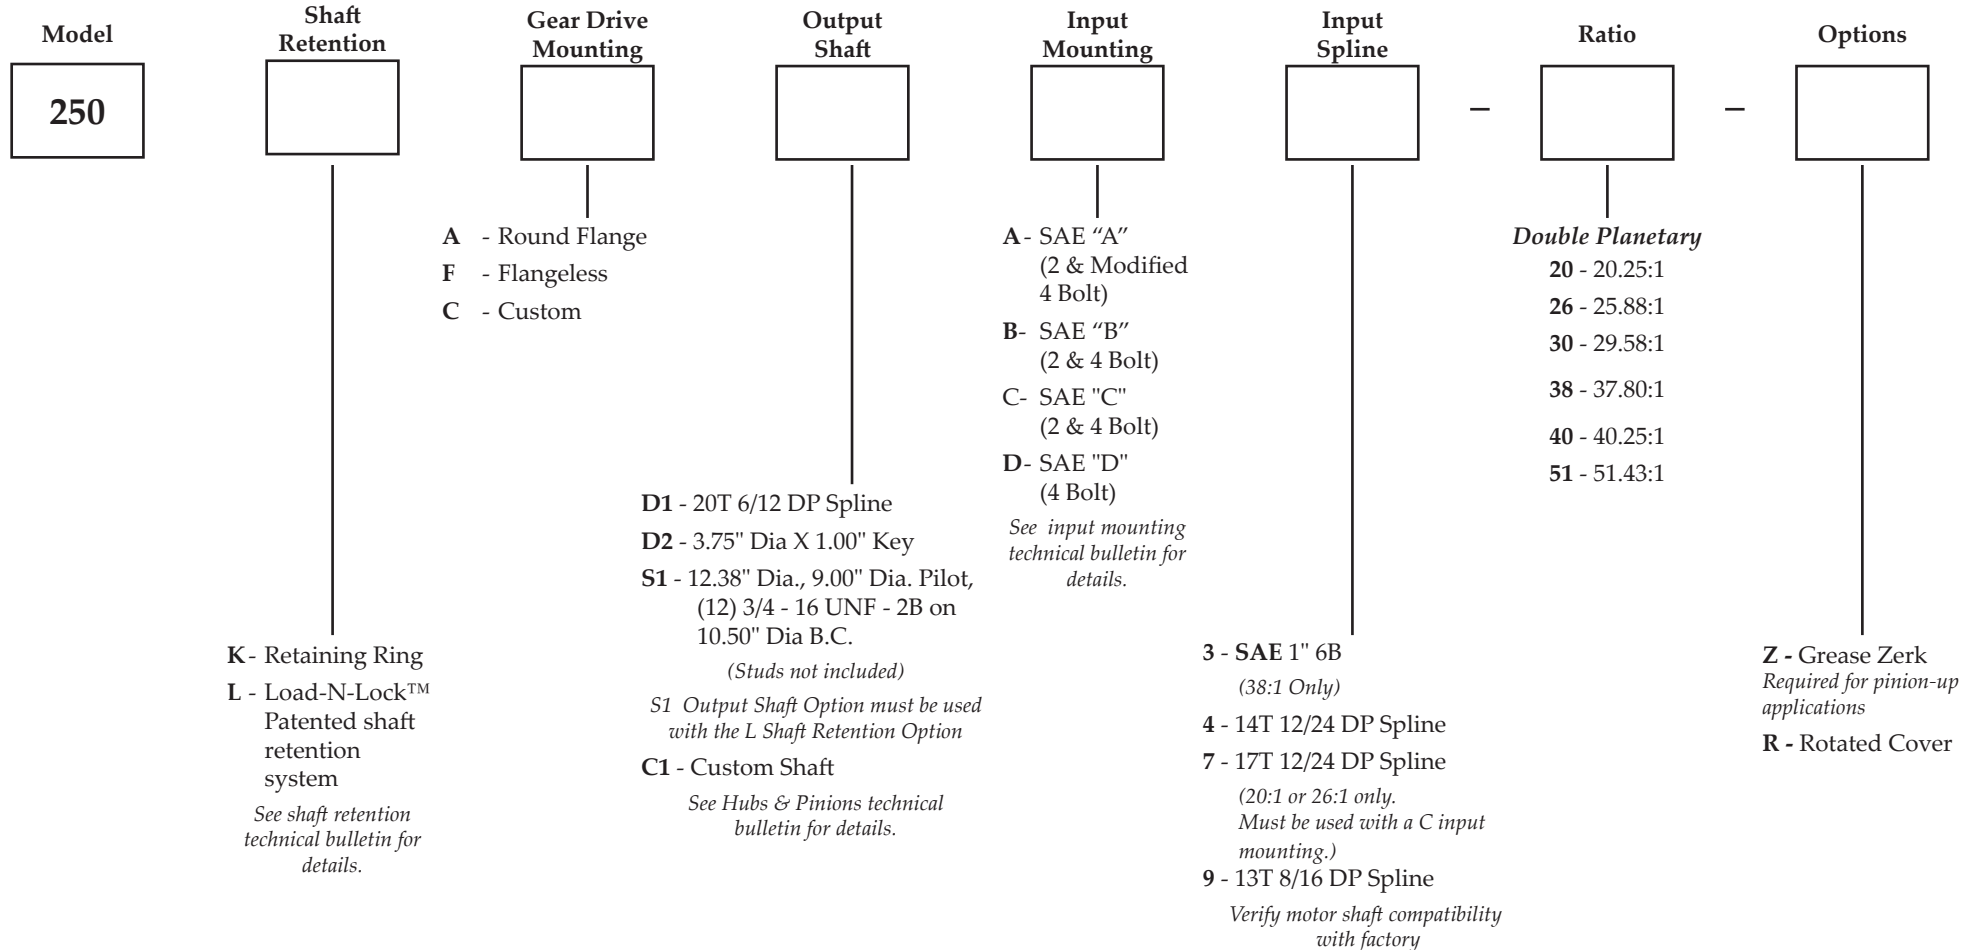 Model
250
Shaft
Retention
K - Retaining Ring
L - Load-N-Lock™
Patented shaft
retention
system
See shaft retention
technical bulletin for
details.
Gear Drive
Mounting
A - Round Flange
F - Flangeless
C - Custom
Output
Shaft
D1 - 20T 6/12 DP Spline
D2 - 3.75" Dia X 1.00" Key
S1 - 12.38" Dia., 9.00" Dia. Pilot,
(12) 3/4 - 16 UNF - 2B on
10.50" Dia B.C.
(Studs not included)
S1 Output Shaft Option must be used
with the L Shaft Retention Option
C1 - Custom Shaft
See Hubs & Pinions technical
bulletin for details.
Input
Mounting
A - SAE “A”
(2 & Modified
4 Bolt)
B- SAE “B”
(2 & 4 Bolt)
C- SAE "C"
(2 & 4 Bolt)
D - SAE "D"
(4 Bolt)
See input mounting
technical bulletin for
details.
Input
Spline
3 - SAE 1" 6B
(38:1 Only)
4 - 14T 12/24 DP Spline
7 - 17T 12/24 DP Spline
(20:1 or 26:1 only.
Must be used with a C input
mounting.)
9 - 13T 8/16 DP Spline
Verify motor shaft compatibility
with factory
–
Ratio
Double Planetary
20 - 20.25:1
26 - 25.88:1
30 - 29.58:1
38 - 37.80:1
40 - 40.25:1
51 - 51.43:1
–
Options
Z - Grease Zerk
Required for pinion-up
applications
R - Rotated Cover